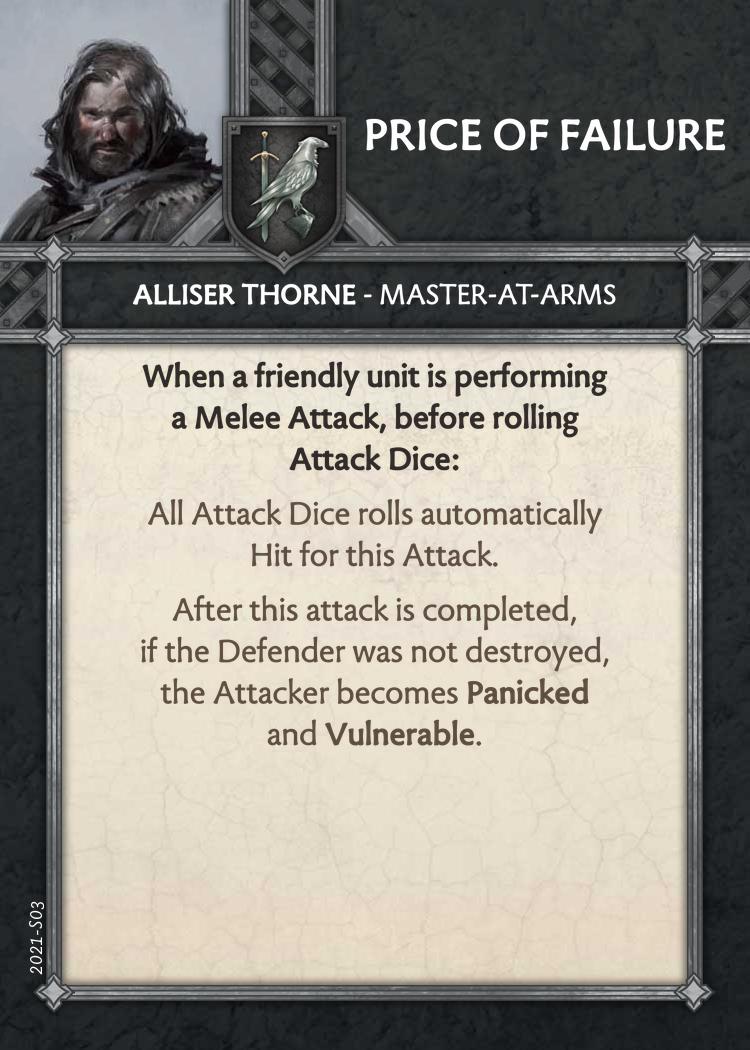 PRICE OF FAILURE
ALLISER THORNE - MASTER-AT-ARMS
When a friendly unit is performing
a Melee Attack, before rolling
Attack Dice:
All Attack Dice rolls automatically
Hit for this Attack.
After this attack is completed,
if the Defender was not destroyed,
the Attacker becomes Panicked
and Vulnerable.
2021-S03